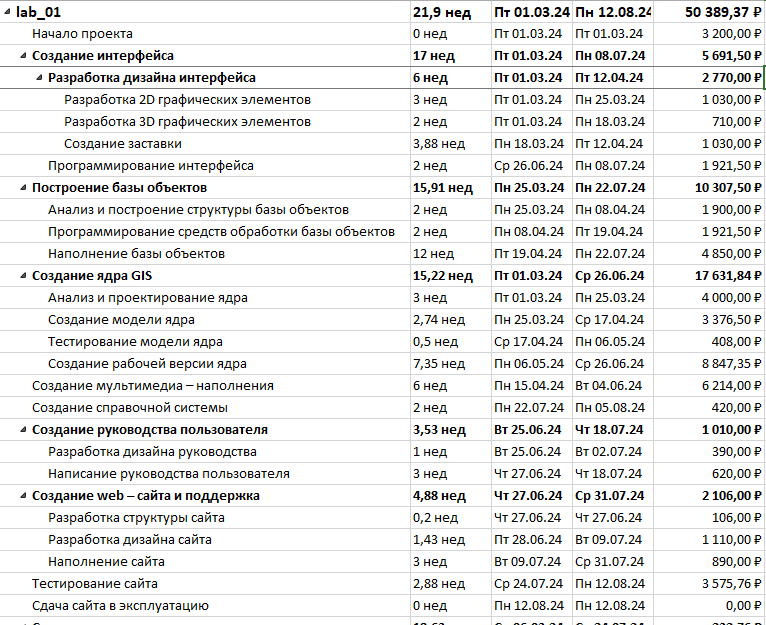 lab_01 21,9 нед Пт 01.03.24 Пн 12.08.24 50 389,37 ₽
Начало проекта 0 нед Пт 01.03.24 Пт 01.03.24 3 200,00 ₽
Создание интерфейса 17 нед Пт 01.03.24 Пн 08.07.24 5 691,50 ₽
Разработка дизайна интерфейса 6 нед Пт 01.03.24 Пт 12.04.24 2 770,00 ₽
Разработка 2D графических элементов 3 нед Пт 01.03.24 Пн 25.03.24 1 030,00 ₽
Разработка 3D графических элементов 2 нед Пт 01.03.24 Пн 18.03.24 710,00 ₽
Создание заставки 3,88 нед Пн 18.03.24 Пт 12.04.24 1 030,00 ₽
Программирование интерфейса 2 нед Ср 26.06.24 Пн 08.07.24 1 921,50 ₽
Построение базы объектов 15,91 нед Пн 25.03.24 Пн 22.07.24 10 307,50 ₽
Анализ и построение структуры базы объектов 2 нед Пн 25.03.24 Пн 08.04.24 1 900,00 ₽
Программирование средств обработки базы объектов 2 нед Пн 08.04.24 Пт 19.04.24 1 921,50 ₽
Наполнение базы объектов 12 нед Пт 19.04.24 Пн 22.07.24 4 850,00 ₽
Создание ядра GIS 15,22 нед Пт 01.03.24 Ср 26.06.24 17 631,84 ₽
Анализ и проектирование ядра 3 нед Пт 01.03.24 Пн 25.03.24 4 000,00 ₽
Создание модели ядра 2,74 нед Пн 25.03.24 Ср 17.04.24 3 376,50 ₽
Тестирование модели ядра 0,5 нед Ср 17.04.24 Пн 06.05.24 408,00 ₽
Создание рабочей версии ядра 7,35 нед Пн 06.05.24 Ср 26.06.24 8 847,35 ₽
Создание мультимедиа – наполнения 6 нед Пн 15.04.24 Вт 04.06.24 6 214,00 ₽
Создание справочной системы 2 нед Пн 22.07.24 Пн 05.08.24 420,00 ₽
Создание руководства пользователя 3,53 нед Вт 25.06.24 Чт 18.07.24 1 010,00 ₽
Разработка дизайна руководства 1 нед Вт 25.06.24 Вт 02.07.24 390,00 ₽
Написание руководства пользователя 3 нед Чт 27.06.24 Чт 18.07.24 620,00 ₽
Создание web – сайта и поддержка 4,88 нед Чт 27.06.24 Ср 31.07.24 2 106,00 ₽
Разработка структуры сайта 0,2 нед Чт 27.06.24 Чт 27.06.24 106,00 ₽
Разработка дизайна сайта 1,43 нед Пт 28.06.24 Вт 09.07.24 1 110,00 ₽
Наполнение сайта 3 нед Вт 09.07.24 Ср 31.07.24 890,00 ₽
Тестирование сайта 2,88 нед Ср 24.07.24 Пн 12.08.24 3 575,76 ₽
Сдача сайта в эксплуатацию 0 нед Пн 12.08.24 Пн 12.08.24 0,00 ₽